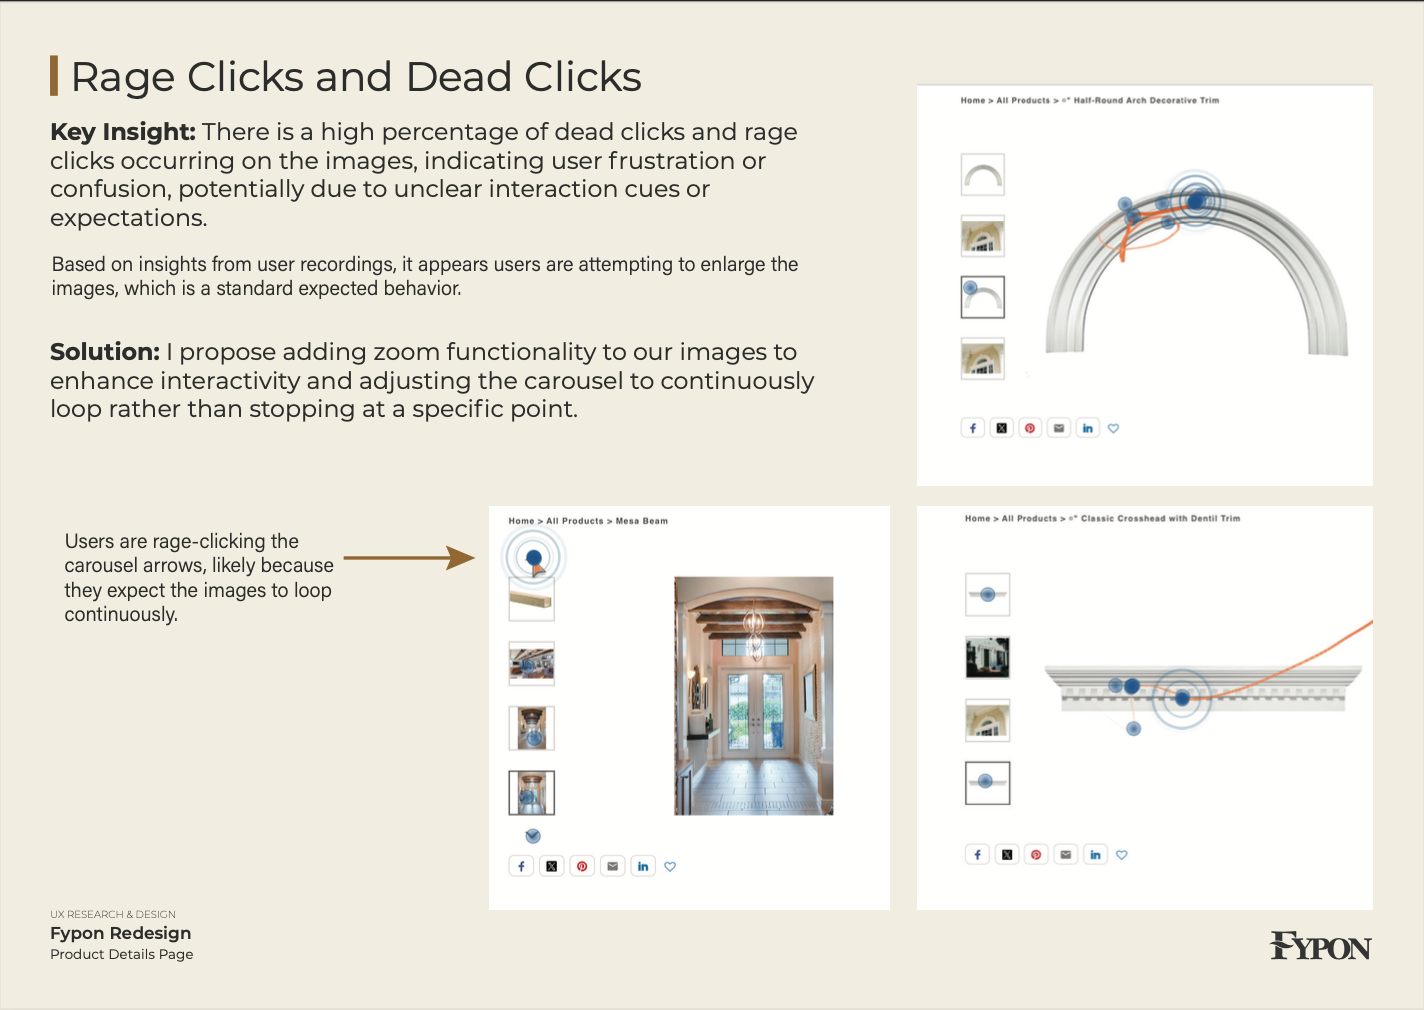 Rage Clicks and Dead Clicks
Key Insight: There is a high percentage of dead clicks and rage
clicks occurring on the images, indicating user frustration or
confusion, potentially due to unclear interaction cues or
expectations.
Based on insights from user recordings, it appears users are attempting to enlarge the
images, which is a standard expected behavior.
Solution: I propose adding zoom functionality to our images to
enhance interactivity and adjusting the carousel to continuously
loop rather than stopping at a specific point.
Home > All Products > Half-Round Arch Decorative Trim
Users are rage-clicking the
carousel arrows, likely because
they expect the images to loop
continuously.
Home > All Products > Mesa Beam
Home > All Products > Classic Crosshead with Dentil Trim
UX RESEARCH & DESIGN
Fypon Redesign
Product Details Page
FYPON